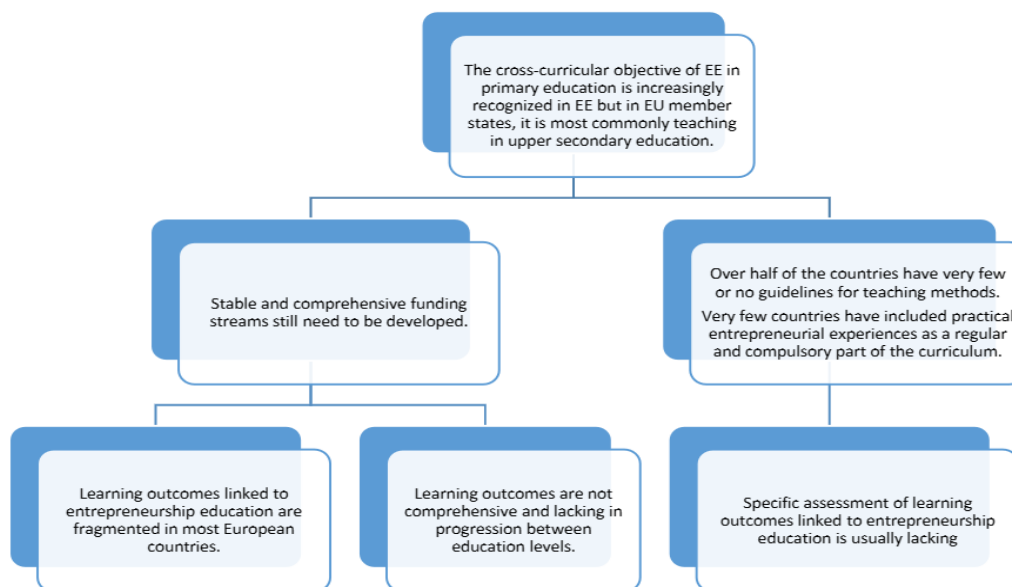 The cross-curricular objective of EE in
primary education is increasingly
recognized in EE but in EU member
states, it is most commonly teaching
in upper secondary education.
Stable and comprehensive funding
streams still need to be developed.
Over half of the countries have very few
or no guidelines for teaching methods.
Very few countries have included practical
entrepreneurial experiences as a regular
and compulsory part of the curriculum.
Learning outcomes linked to
entrepreneurship education are
fragmented in most European
countries.
Learning outcomes are not
comprehensive and lacking in
progression between
education levels.
Specific assessment of learning
outcomes linked to entrepreneurship
education is usually lacking